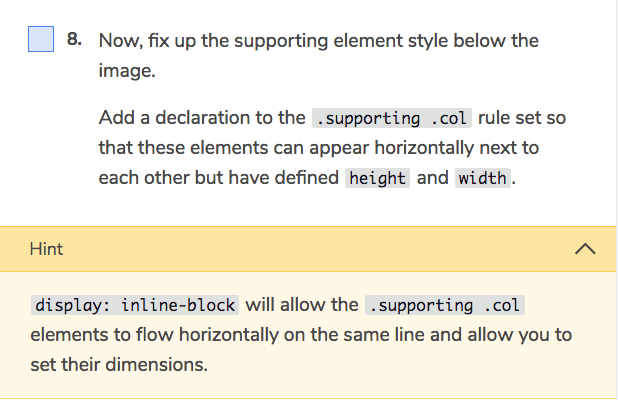 8. Now, fix up the supporting element style below the
image.
Add a declaration to the .supporting .col rule set so
that these elements can appear horizontally next to
each other but have defined height and width.
Hint
display: inline-block will allow the .supporting .col
elements to flow horizontally on the same line and allow you to
set their dimensions.